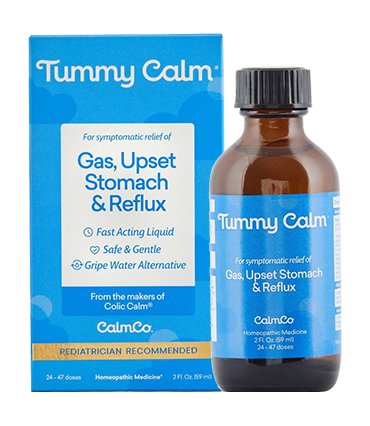 Tummy Calm®
For symptomatic relief of
Gas, Upset
Stomach
& Reflux
Fast Acting Liquid
Safe & Gentle
Gripe Water Alternative
From the makers of
Colic Calm®
CalmCo.
PEDIATRICIAN RECOMMENDED
24 - 47 doses
Homeopathic Medicine*
2 Fl. Oz. (59 ml)
Tummy Calm®
For symptomatic relief of
Gas, Upset Stomach
& Reflux
CalmCo.
Homeopathic Medicine
2 Fl. Oz. (59 ml)
24 - 47 doses